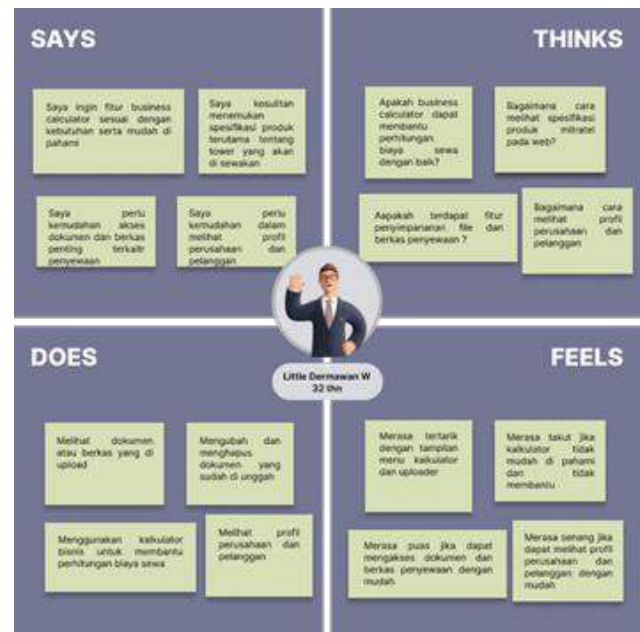 SAYS
Saya ingin fitur business
calculator sesuai dengan
kebutuhan serta mudah di
pahami
Saya kesulitan
menemukan
spesifikasi produk
terutama tentang
tower yang akan
di sewakan
Saya perlu
kemudahan akses
dokumen dan berkas
penting terkait
penyewaan
Saya perlu
kemudahan dalam
melihat profil
perusahaan dan
pelanggan
THINKS
Apakah business
calculator dapat
membantu
perhitungan
biaya sewa
dengan baik?
Bagaimana cara
melihat spesifikasi
produk mitratel
pada web?
Aapakah terdapat fitur
penyimpanarian file dan
berkas penyewaan ?
Bagaimana cara
melihat profil
perusahaan dan
pelanggan
Little Dermawan W
32 thn
DOES
Melihat dokumen
atau berkas yang di
upload
Mengubah dan
menghapus
dokumen yang
sudah di unggah
Menggunakan kalkulator
bisnis untuk membantu
perhitungan biaya sewa
Melihat profil
perusahaan dan
pelanggan
FEELS
Merasa tertarik
dengan tampilan
menu kalkulator
dan uploader
Merasa takut jika
kalkulator tidak
mudah di pahami
dan tidak
membantu
Merasa puas jika dapat
mengakses dokumen dan
berkas penyewaan dengan
mudah
Merasa senang jika
dapat melihat profil
perusahaan dan
pelanggan dengan
mudah